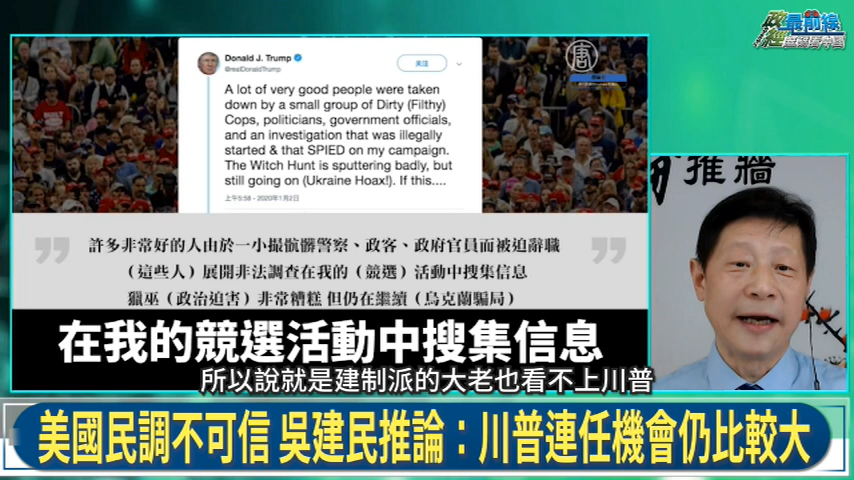 政經最前線
Donald J. Trump
@realDonaldTrump
关注
A lot of very good people were taken
down by a small group of Dirty (Filthy)
Cops, politicians, government officials,
and an investigation that was illegally
started & that SPIED on my campaign.
The Witch Hunt is sputtering badly, but
still going on (Ukraine Hoax!). If this....
上午5:58 - 2020年1月2日
唐
推牆
許多非常好的人由於一小撮骯髒警察、政客、政府官員而被迫辭職
（這些人）展開非法調查在我的（競選）活動中搜集信息
獵巫（政治迫害）非常糟糕 但仍在繼續（烏克蘭騙局）
在我的競選活動中搜集信息
所以說就是建制派的大老也看不上川普
美國民調不可信 吳建民推論：川普連任機會仍比較大